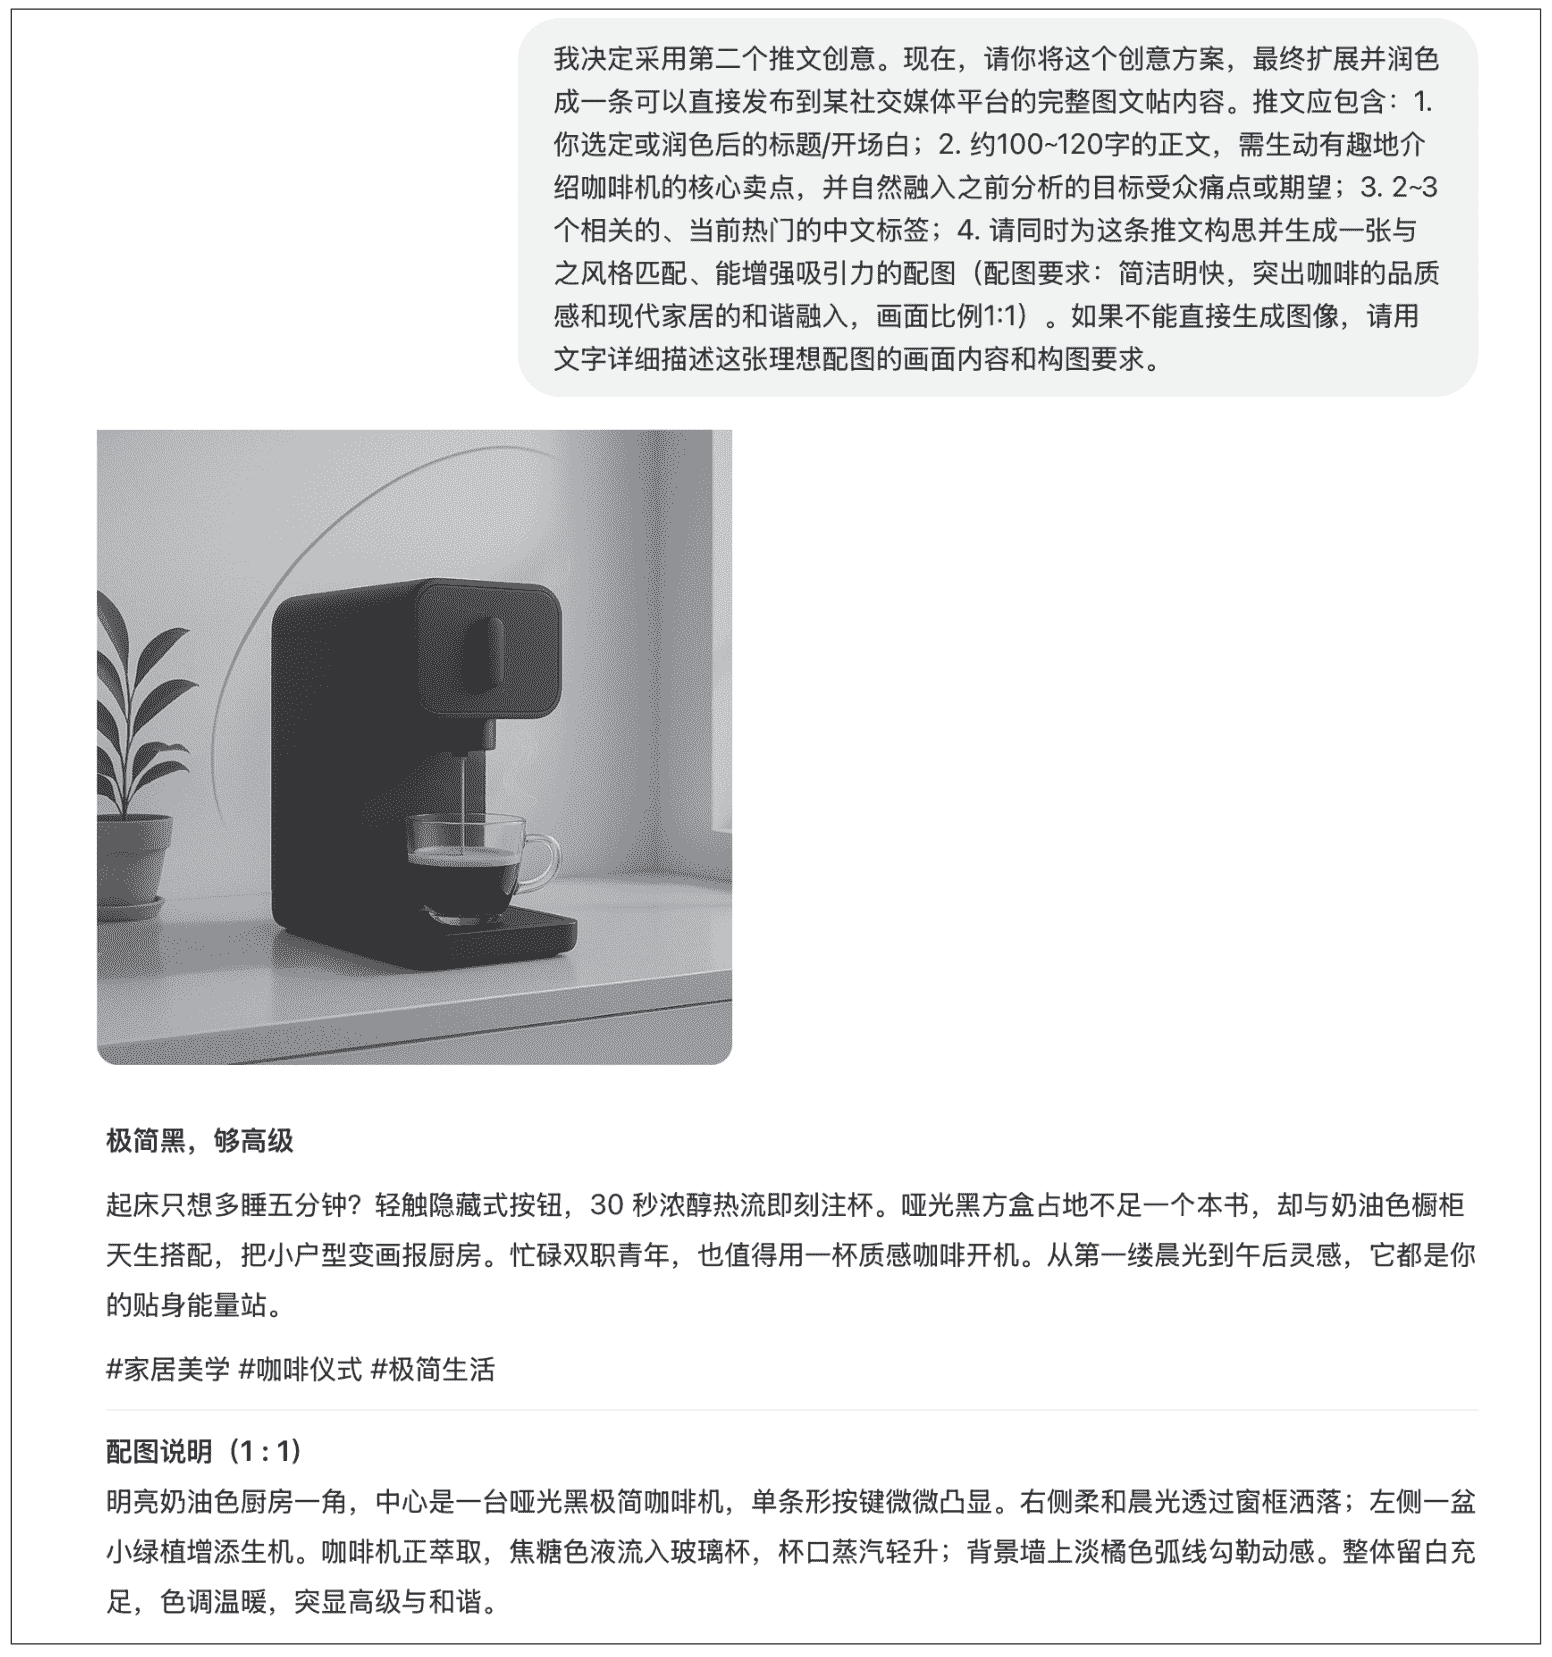 我决定采用第二个推文创意。现在，请你将这个创意方案，最终扩展并润色
成一条可以直接发布到某社交媒体平台的完整图文帖内容。推文应包含：1.
你选定或润色后的标题/开场白；2. 约100~120字的正文，需生动有趣地介
绍咖啡机的核心卖点，并自然融入之前分析的目标受众痛点或期望；3. 2~3
个相关的、当前热门的中文标签；4. 请同时为这条推文构思并生成一张与
之风格匹配、能增强吸引力的配图（配图要求：简洁明快，突出咖啡的品质
感和现代家居的和谐融入，画面比例1:1）。如果不能直接生成图像，请用
文字详细描述这张理想配图的画面内容和构图要求。
极简黑，够高级
起床只想多睡五分钟？轻触隐藏式按钮，30 秒浓醇热流即刻注杯。哑光黑方盒占地不足一个本书，却与奶油色橱柜
天生搭配，把小户型变画报厨房。忙碌双职青年，也值得用一杯质感咖啡开机。从第一缕晨光到午后灵感，它都是你
的贴身能量站。
#家居美学 #咖啡仪式 #极简生活
配图说明（1 : 1）
明亮奶油色厨房一角，中心是一台哑光黑极简咖啡机，单条形按键微微凸显。右侧柔和晨光透过窗框洒落；左侧一盆
小绿植增添生机。咖啡机正萃取，焦糖色液流入玻璃杯，杯口蒸汽轻升；背景墙上淡橘色弧线勾勒动感。整体留白充
足，色调温暖，突显高级与和谐。